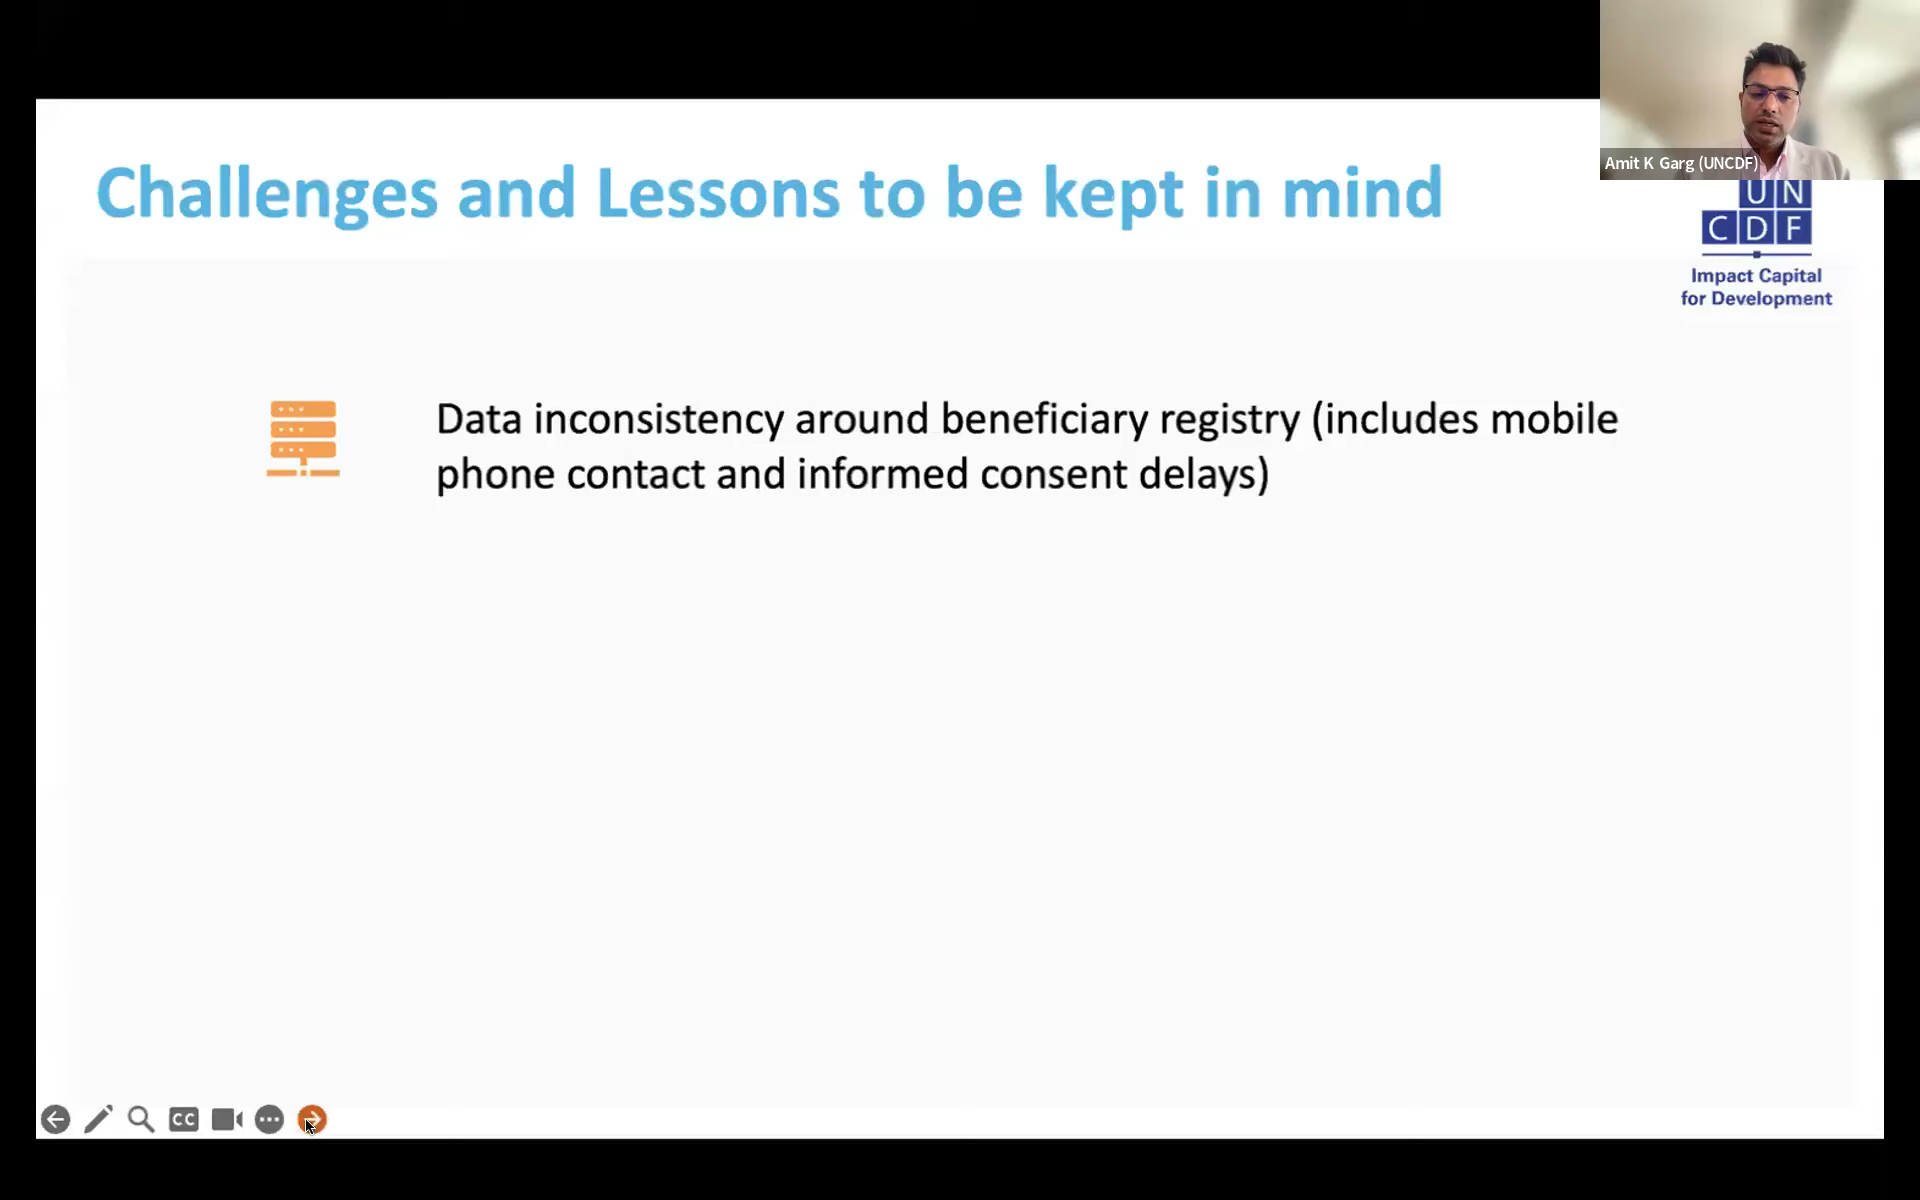 Amit K Garg (UNCDF)
Challenges and Lessons to be kept in mind
UN
CDF
Impact Capital
for Development
Data inconsistency around beneficiary registry (includes mobile
phone contact and informed consent delays)
CC